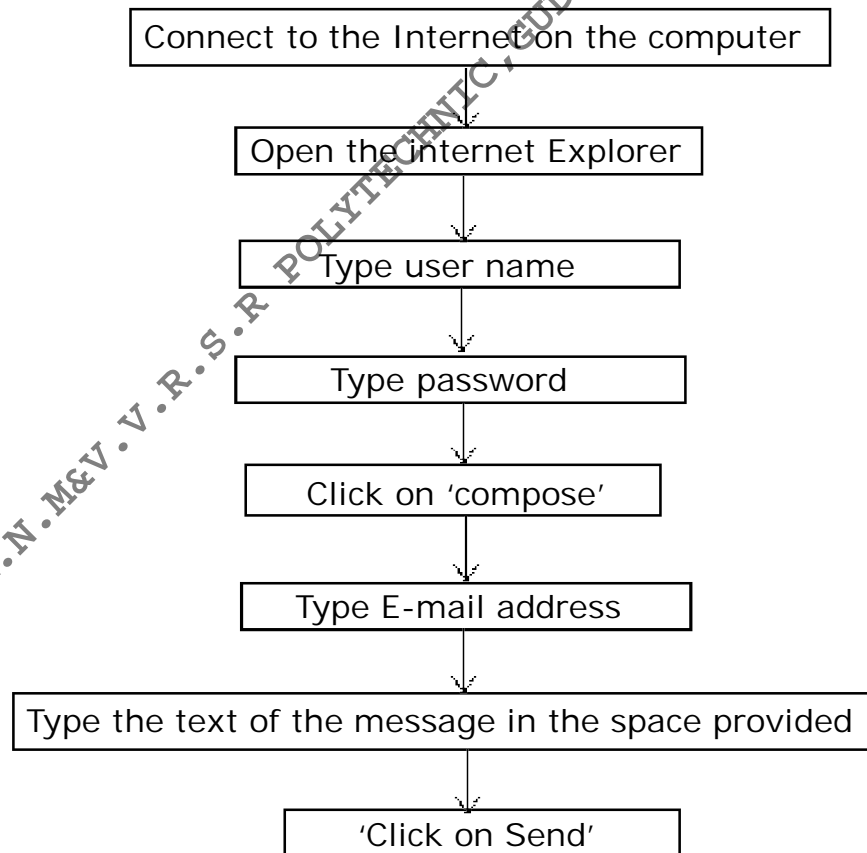 Connect to the Internet on the computer
Open the internet Explorer
Type user name
Type password
Click on ‘compose’
Type E-mail address
Type the text of the message in the space provided
‘Click on Send’
.N.M&V.V.R.S.R POLYTECHNIC,